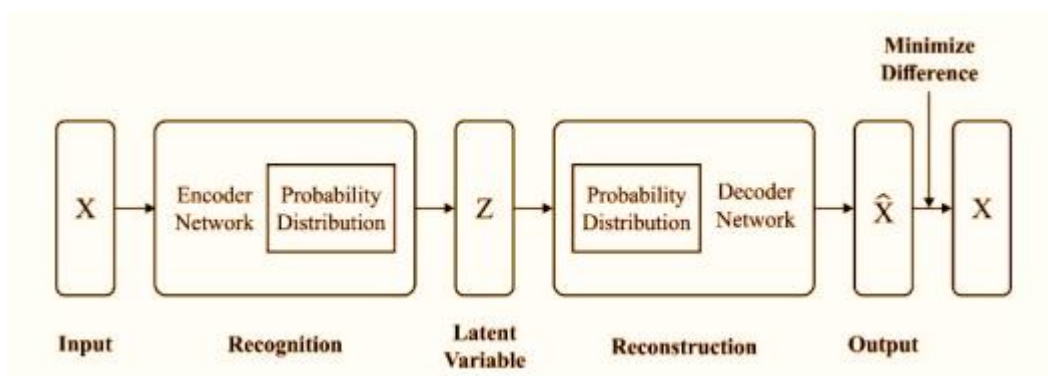 Minimize
Difference
X
Encoder
Network
Probability
Distribution
Z
Probability
Distribution
Decoder
Network
X̂
X
Input
Recognition
Latent
Variable
Reconstruction
Output